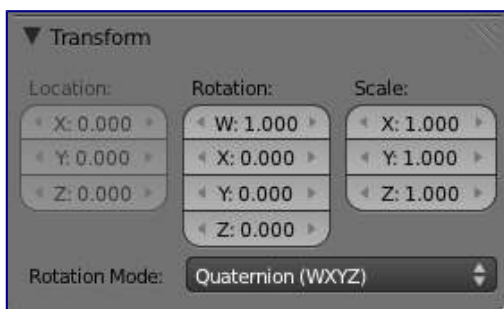 Transform
Location: Rotation: Scale:
X: 0.000 W: 1.000 X: 1.000
Y: 0.000 X: 0.000 Y: 1.000
Z: 0.000 Y: 0.000 Z: 1.000
Z: 0.000
Rotation Mode: Quaternion (WXYZ)